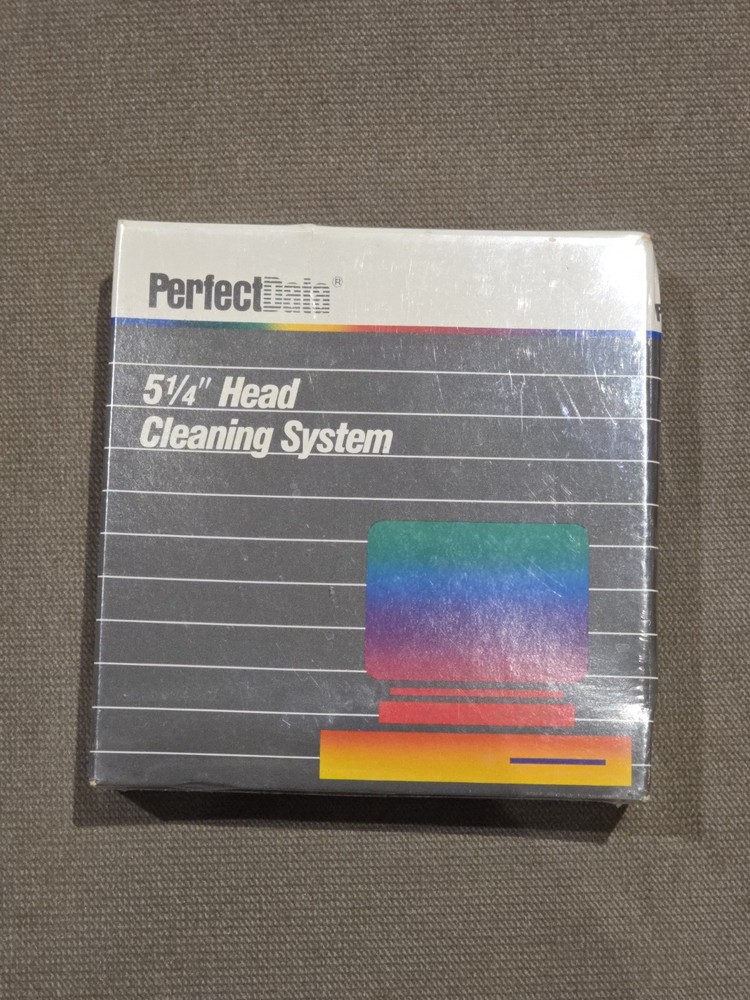 PerfectData®
5¼" Head
Cleaning System